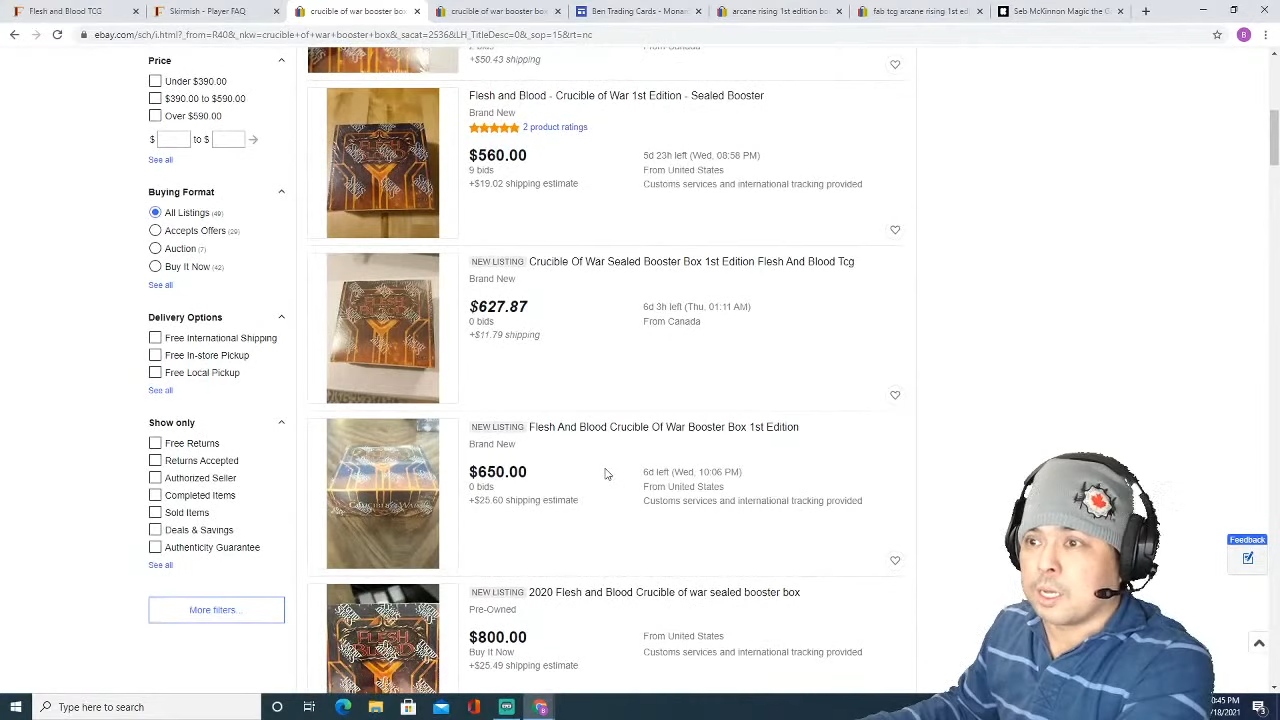 Flesh and Blood TCG
Skirmish - Player FAQ
crucible of war booster box
crucible of war booster box
Ben Trading Cards - Monarc
arcane rising 1st edition boo
fab tcg arcane rising 1st edi
Seb McKinnon Made A C
ebay.com/sch/i.html?_from=R40&_nkw=crucible+of+war+booster+box&_sacat=2536&LH_TitleDesc=0&_sop=15&rt=nc
B
Price
Under $390.00
$390.00 to $590.00
Over $590.00
$ to $
See all
Buying Format
All Listings (49)
Accepts Offers (29)
Auction (7)
Buy It Now (42)
See all
Delivery Options
Free International Shipping
Free In-store Pickup
Free Local Pickup
See all
Show only
Free Returns
Returns Accepted
Authorized Seller
Completed Items
Sold Items
Deals & Savings
Authenticity Guarantee
See all
More filters...
+$50.43 shipping
Flesh and Blood - Crucible of War 1st Edition - Sealed Booster
Brand New
2 product ratings
$560.00
5d 23h left (Wed, 08:58 PM)
9 bids
From United States
+$19.02 shipping estimate
Customs services and international tracking provided
NEW LISTING Crucible Of War Sealed Booster Box 1st Edition Flesh And Blood Tcg
Brand New
$627.87
6d 3h left (Thu, 01:11 AM)
0 bids
From Canada
+$11.79 shipping
NEW LISTING Flesh And Blood Crucible Of War Booster Box 1st Edition
Brand New
$650.00
6d left (Wed, 10:06 PM)
0 bids
From United States
+$25.60 shipping estimate
Customs services and international tracking provided
NEW LISTING 2020 Flesh and Blood Crucible of war sealed booster box
Pre-Owned
$800.00
From United States
Buy It Now
Customs services and international tracking provided
+$25.49 shipping estimate
FLESH
BLOOD
Feedback
Type here